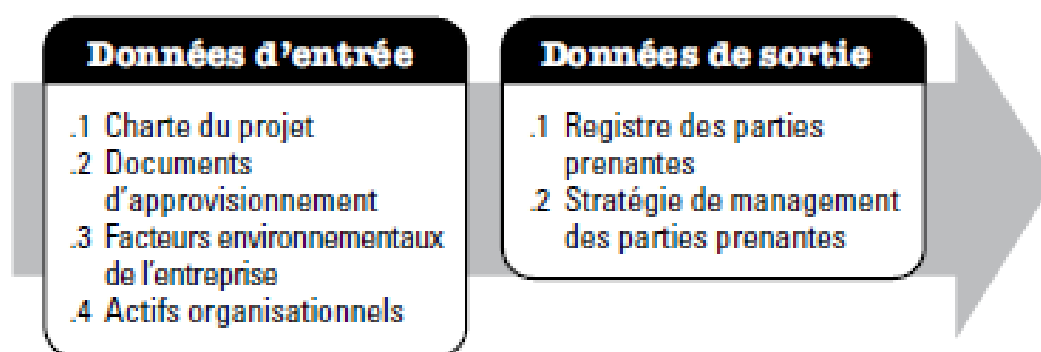 Données d'entrée
.1 Charte du projet
.2 Documents
d'approvisionnement
.3 Facteurs environnementaux
de l'entreprise
.4 Actifs organisationnels
Données de sortie
.1 Registre des parties
prenantes
.2 Stratégie de management
des parties prenantes